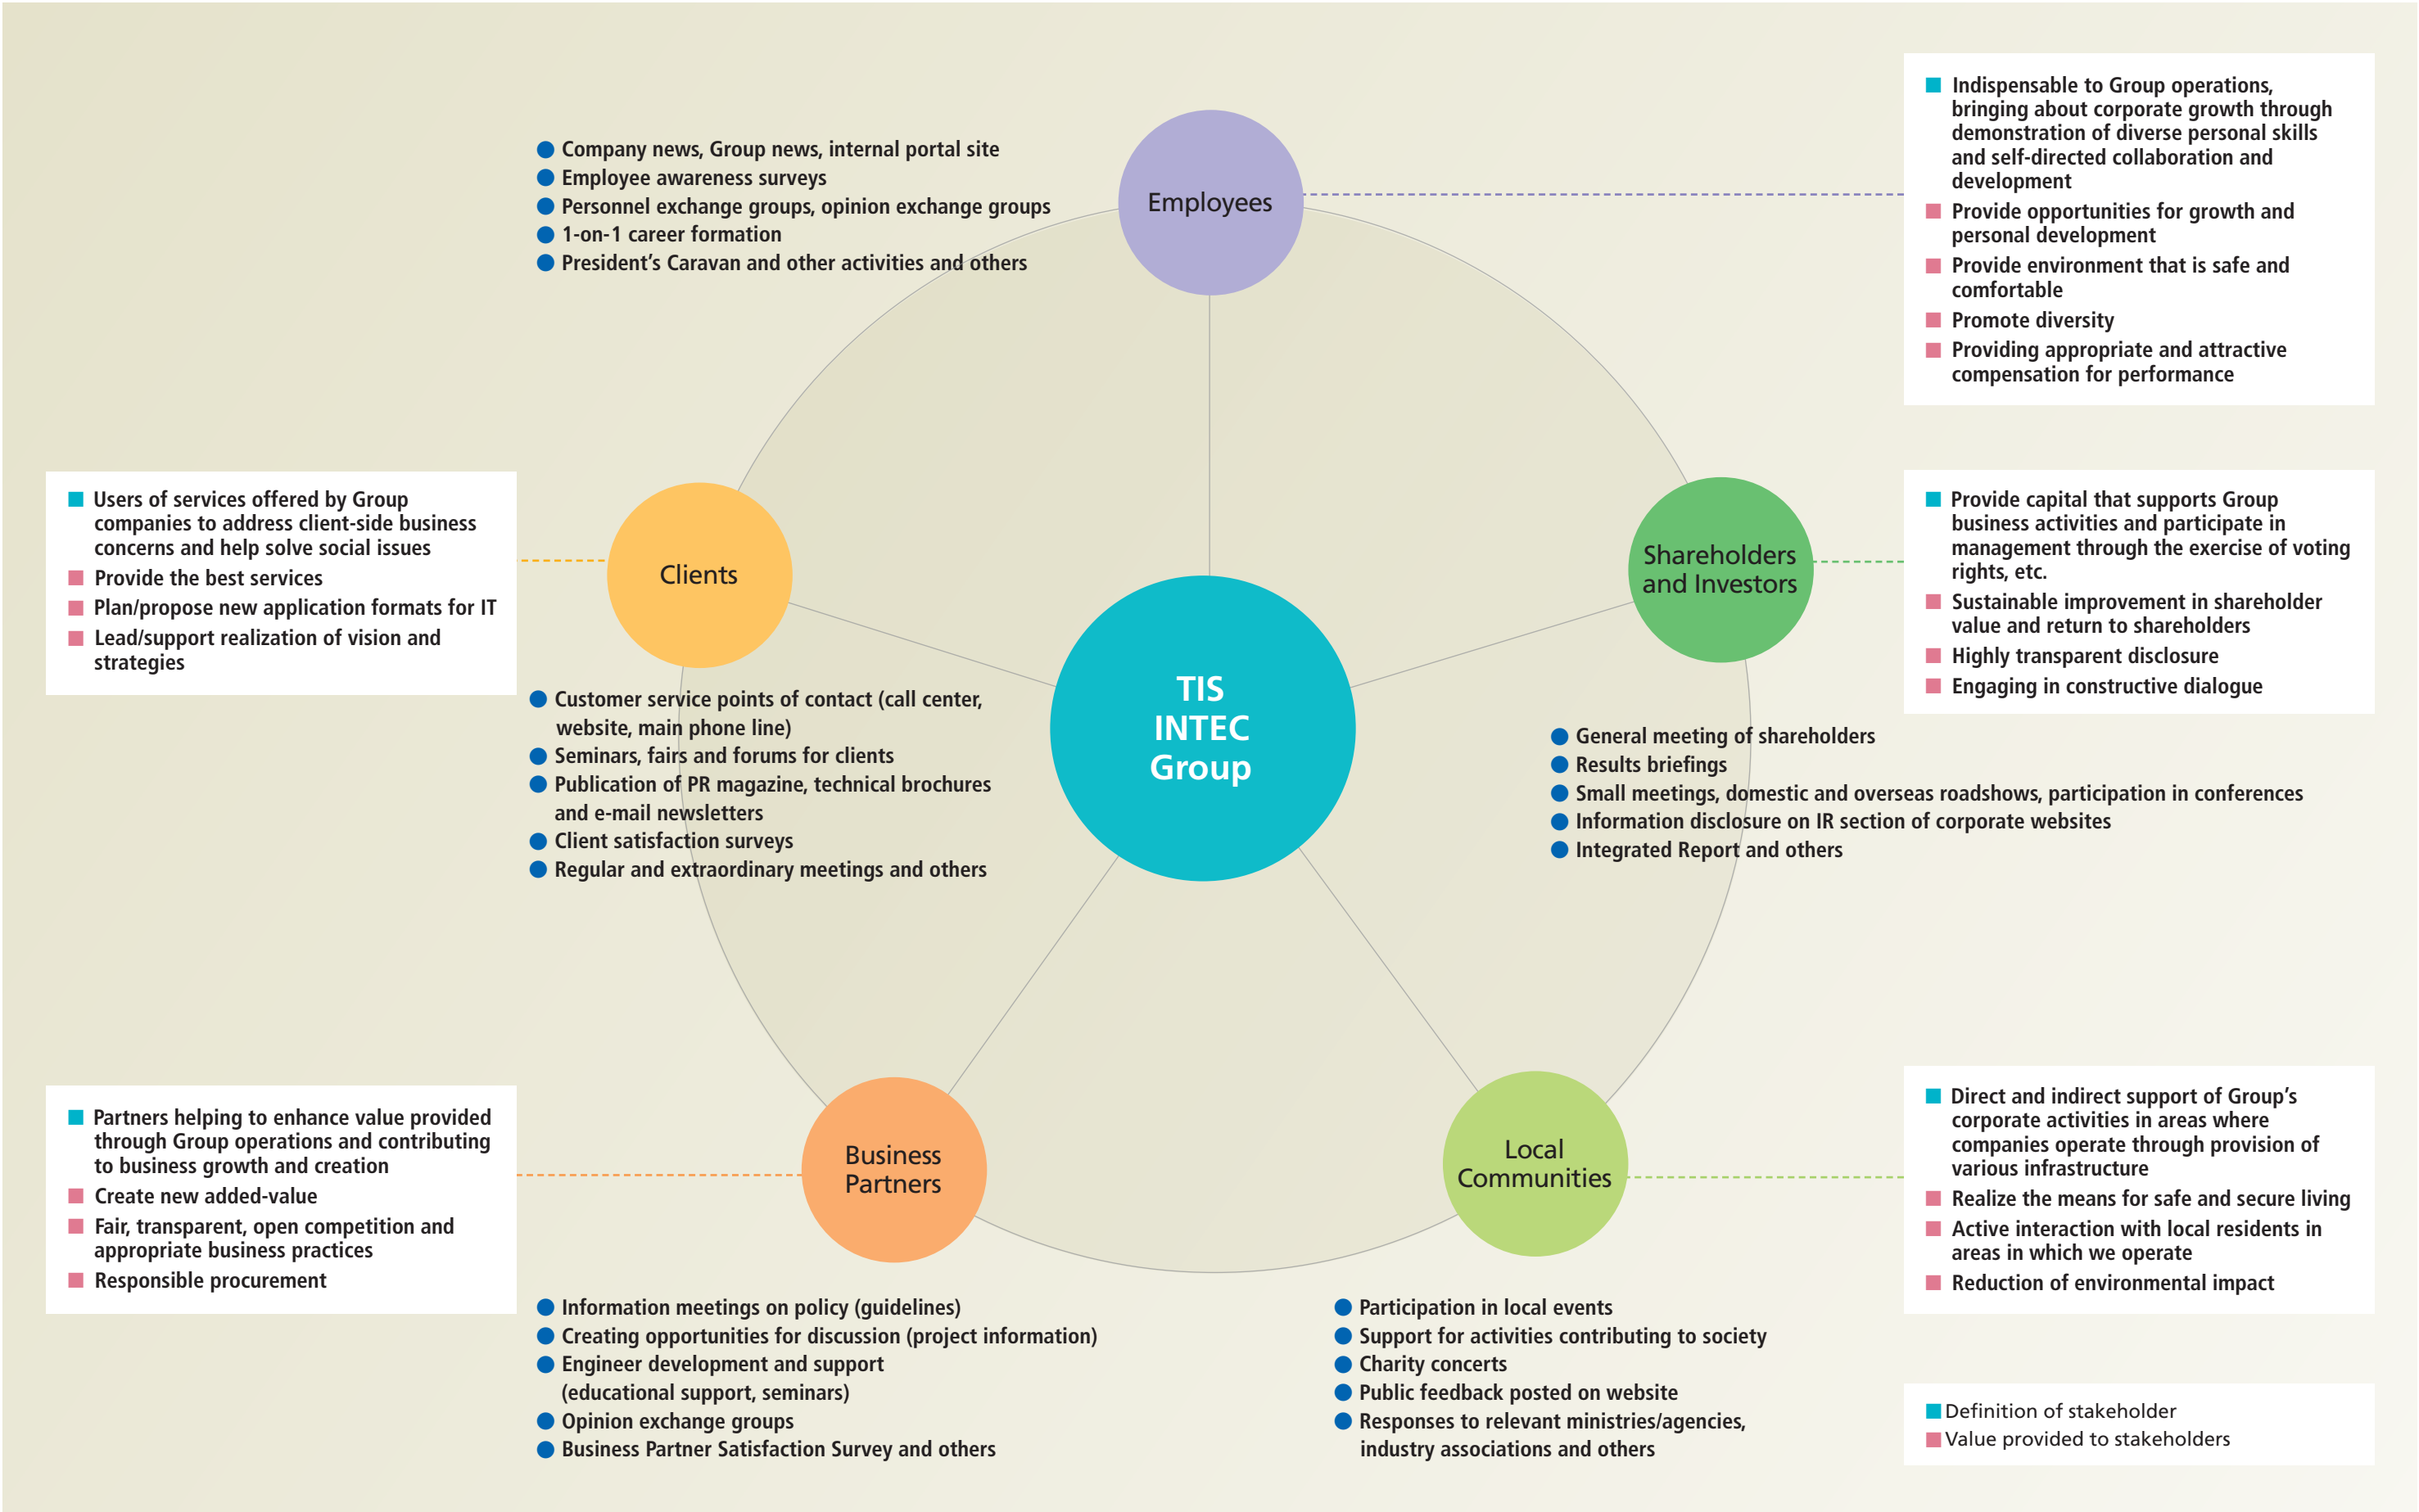 Employees
Company news, Group news, internal portal site
Employee awareness surveys
Personnel exchange groups, opinion exchange groups
1-on-1 career formation
President’s Caravan and other activities and others
Indispensable to Group operations,
bringing about corporate growth through
demonstration of diverse personal skills
and self-directed collaboration and
development
Provide opportunities for growth and
personal development
Provide environment that is safe and
comfortable
Promote diversity
Providing appropriate and attractive
compensation for performance
Users of services offered by Group
companies to address client-side business
concerns and help solve social issues
Provide the best services
Plan/propose new application formats for IT
Lead/support realization of vision and
strategies
Clients
Customer service points of contact (call center,
website, main phone line)
Seminars, fairs and forums for clients
Publication of PR magazine, technical brochures
and e-mail newsletters
Client satisfaction surveys
Regular and extraordinary meetings and others
TIS
INTEC
Group
Shareholders
and Investors
Provide capital that supports Group
business activities and participate in
management through the exercise of voting
rights, etc.
Sustainable improvement in shareholder
value and return to shareholders
Highly transparent disclosure
Engaging in constructive dialogue
General meeting of shareholders
Results briefings
Small meetings, domestic and overseas roadshows, participation in conferences
Information disclosure on IR section of corporate websites
Integrated Report and others
Partners helping to enhance value provided
through Group operations and contributing
to business growth and creation
Create new added-value
Fair, transparent, open competition and
appropriate business practices
Responsible procurement
Business
Partners
Information meetings on policy (guidelines)
Creating opportunities for discussion (project information)
Engineer development and support
(educational support, seminars)
Opinion exchange groups
Business Partner Satisfaction Survey and others
Local
Communities
Participation in local events
Support for activities contributing to society
Charity concerts
Public feedback posted on website
Responses to relevant ministries/agencies,
industry associations and others
Direct and indirect support of Group’s
corporate activities in areas where
companies operate through provision of
various infrastructure
Realize the means for safe and secure living
Active interaction with local residents in
areas in which we operate
Reduction of environmental impact
Definition of stakeholder
Value provided to stakeholders